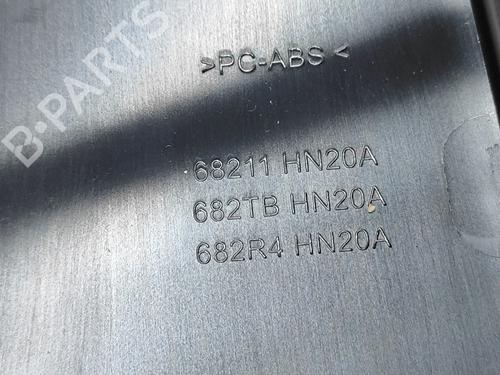 B-PARTS
>PC-ABS<
68211 HN20A
682TB HN20A
682R4 HN20A